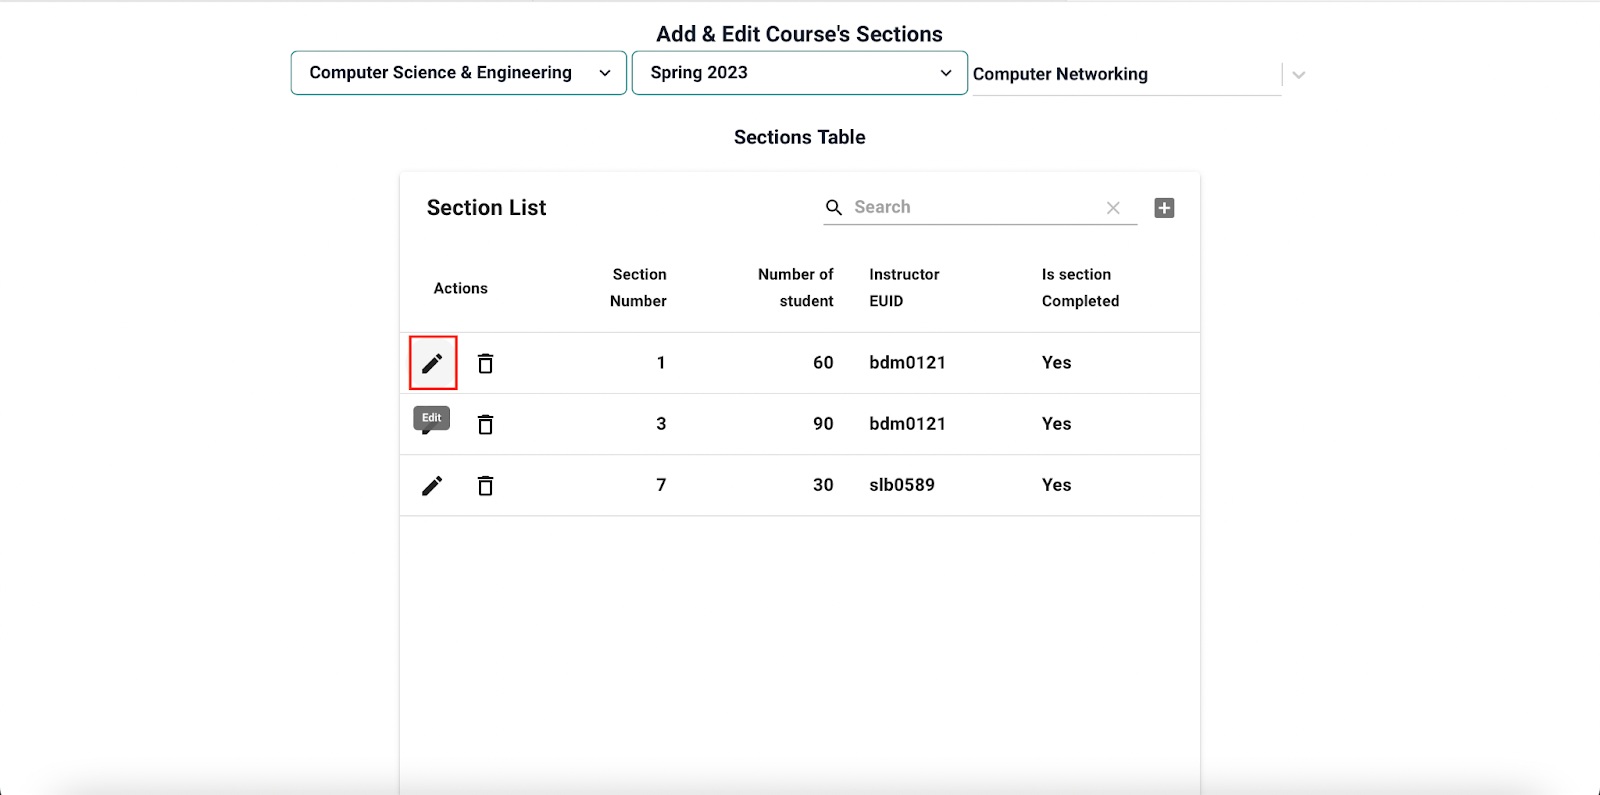 Add & Edit Course's Sections
Computer Science & Engineering
Spring 2023
Computer Networking
Sections Table
Section List
Search
Actions
Section Number
Number of student
Instructor EUID
Is section Completed
1 60 bdm0121 Yes
Edit
3 90 bdm0121 Yes
7 30 slb0589 Yes